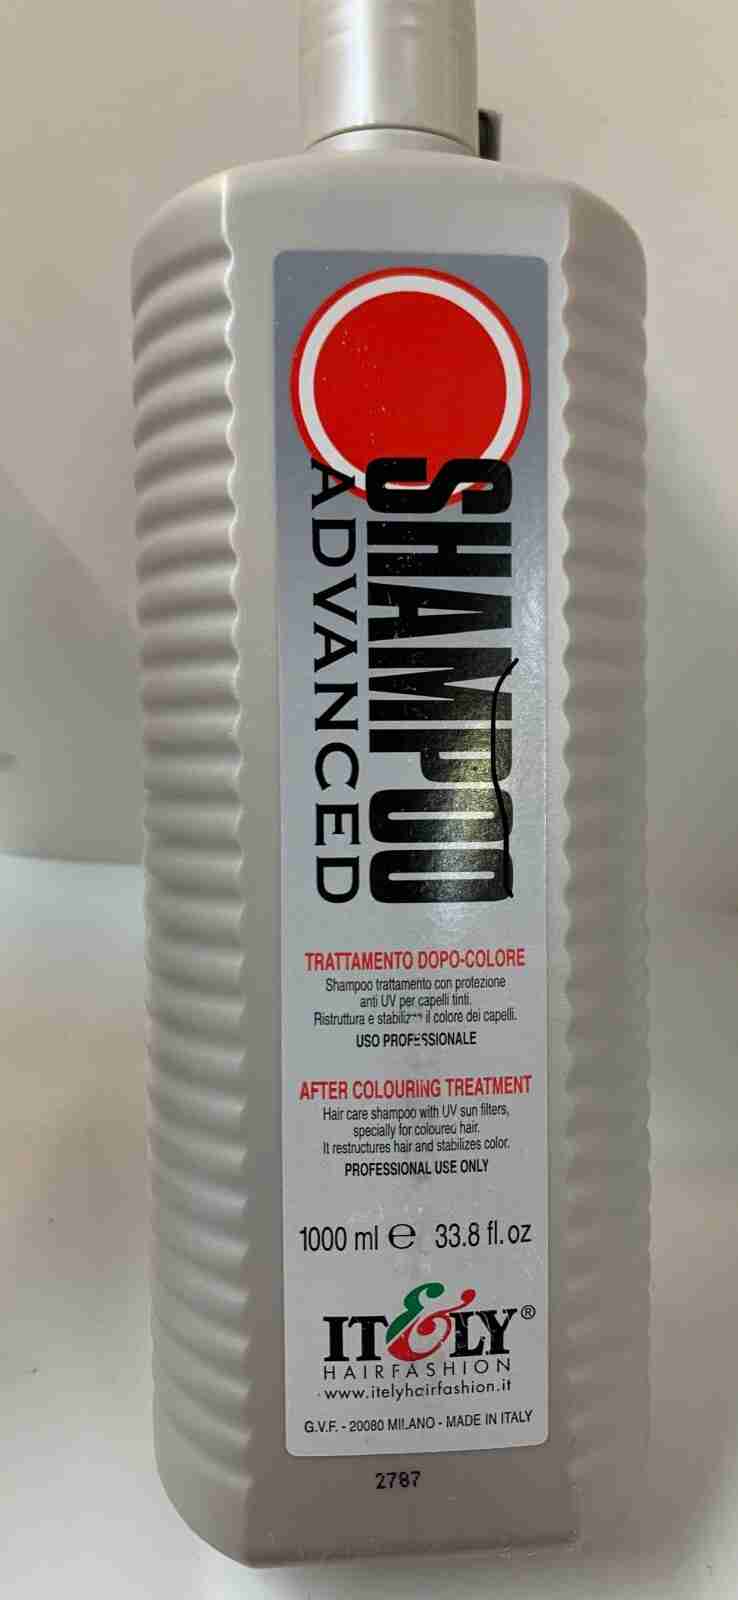 SHAMPOO
ADVANCED
TRATTAMENTO DOPO-COLORE
Shampoo trattamento con protezione
anti UV per capelli tinti.
Ristruttura e stabilizza il colore dei capelli.
USO PROFESSIONALE
AFTER COLOURING TREATMENT
Hair care shampoo with UV sun filters,
specially for coloured hair.
It restructures hair and stabilizes color.
PROFESSIONAL USE ONLY
1000 ml ℮ 33.8 fl.oz
IT&LY®
HAIRFASHION
www.itelyhairfashion.it
G.V.F. - 20080 MILANO - MADE IN ITALY
2787